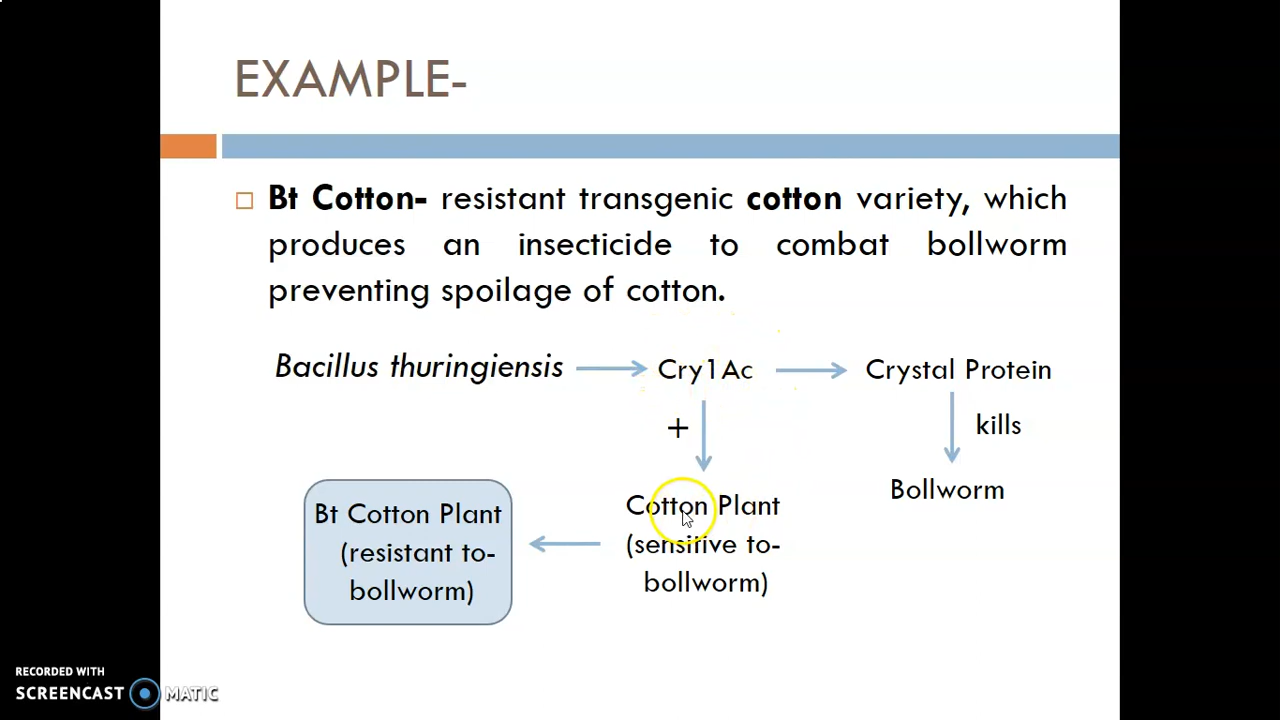 EXAMPLE-
Bt Cotton- resistant transgenic cotton variety, which
produces an insecticide to combat bollworm
preventing spoilage of cotton.
Bacillus thuringiensis
Cry1Ac
Crystal Protein
+
kills
Bollworm
Cotton Plant
(sensitive to-
bollworm)
Bt Cotton Plant
(resistant to-
bollworm)
RECORDED WITH
SCREENCAST MATIC